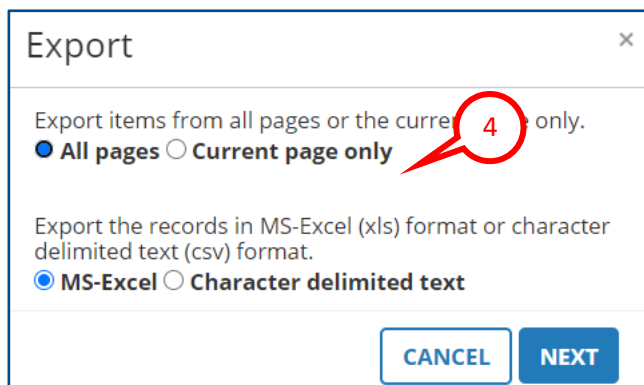 Export ×
Export items from all pages or the curren 4 e only.
All pages Current page only
Export the records in MS-Excel (xls) format or character
delimited text (csv) format.
MS-Excel Character delimited text
CANCEL NEXT